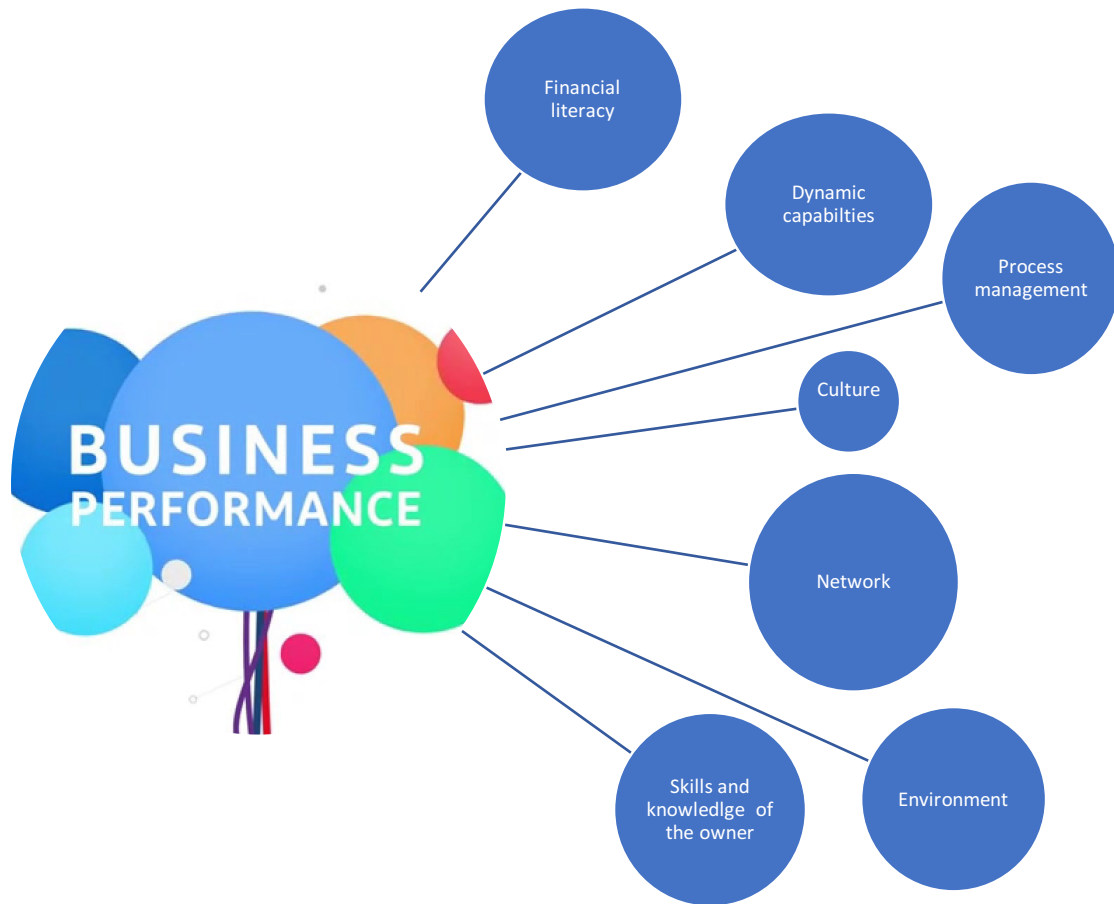 Financial
literacy
Dynamic
capabilties
Process
management
Culture
BUSINESS
PERFORMANCE
Network
Skills and
knowledlge of
the owner
Environment